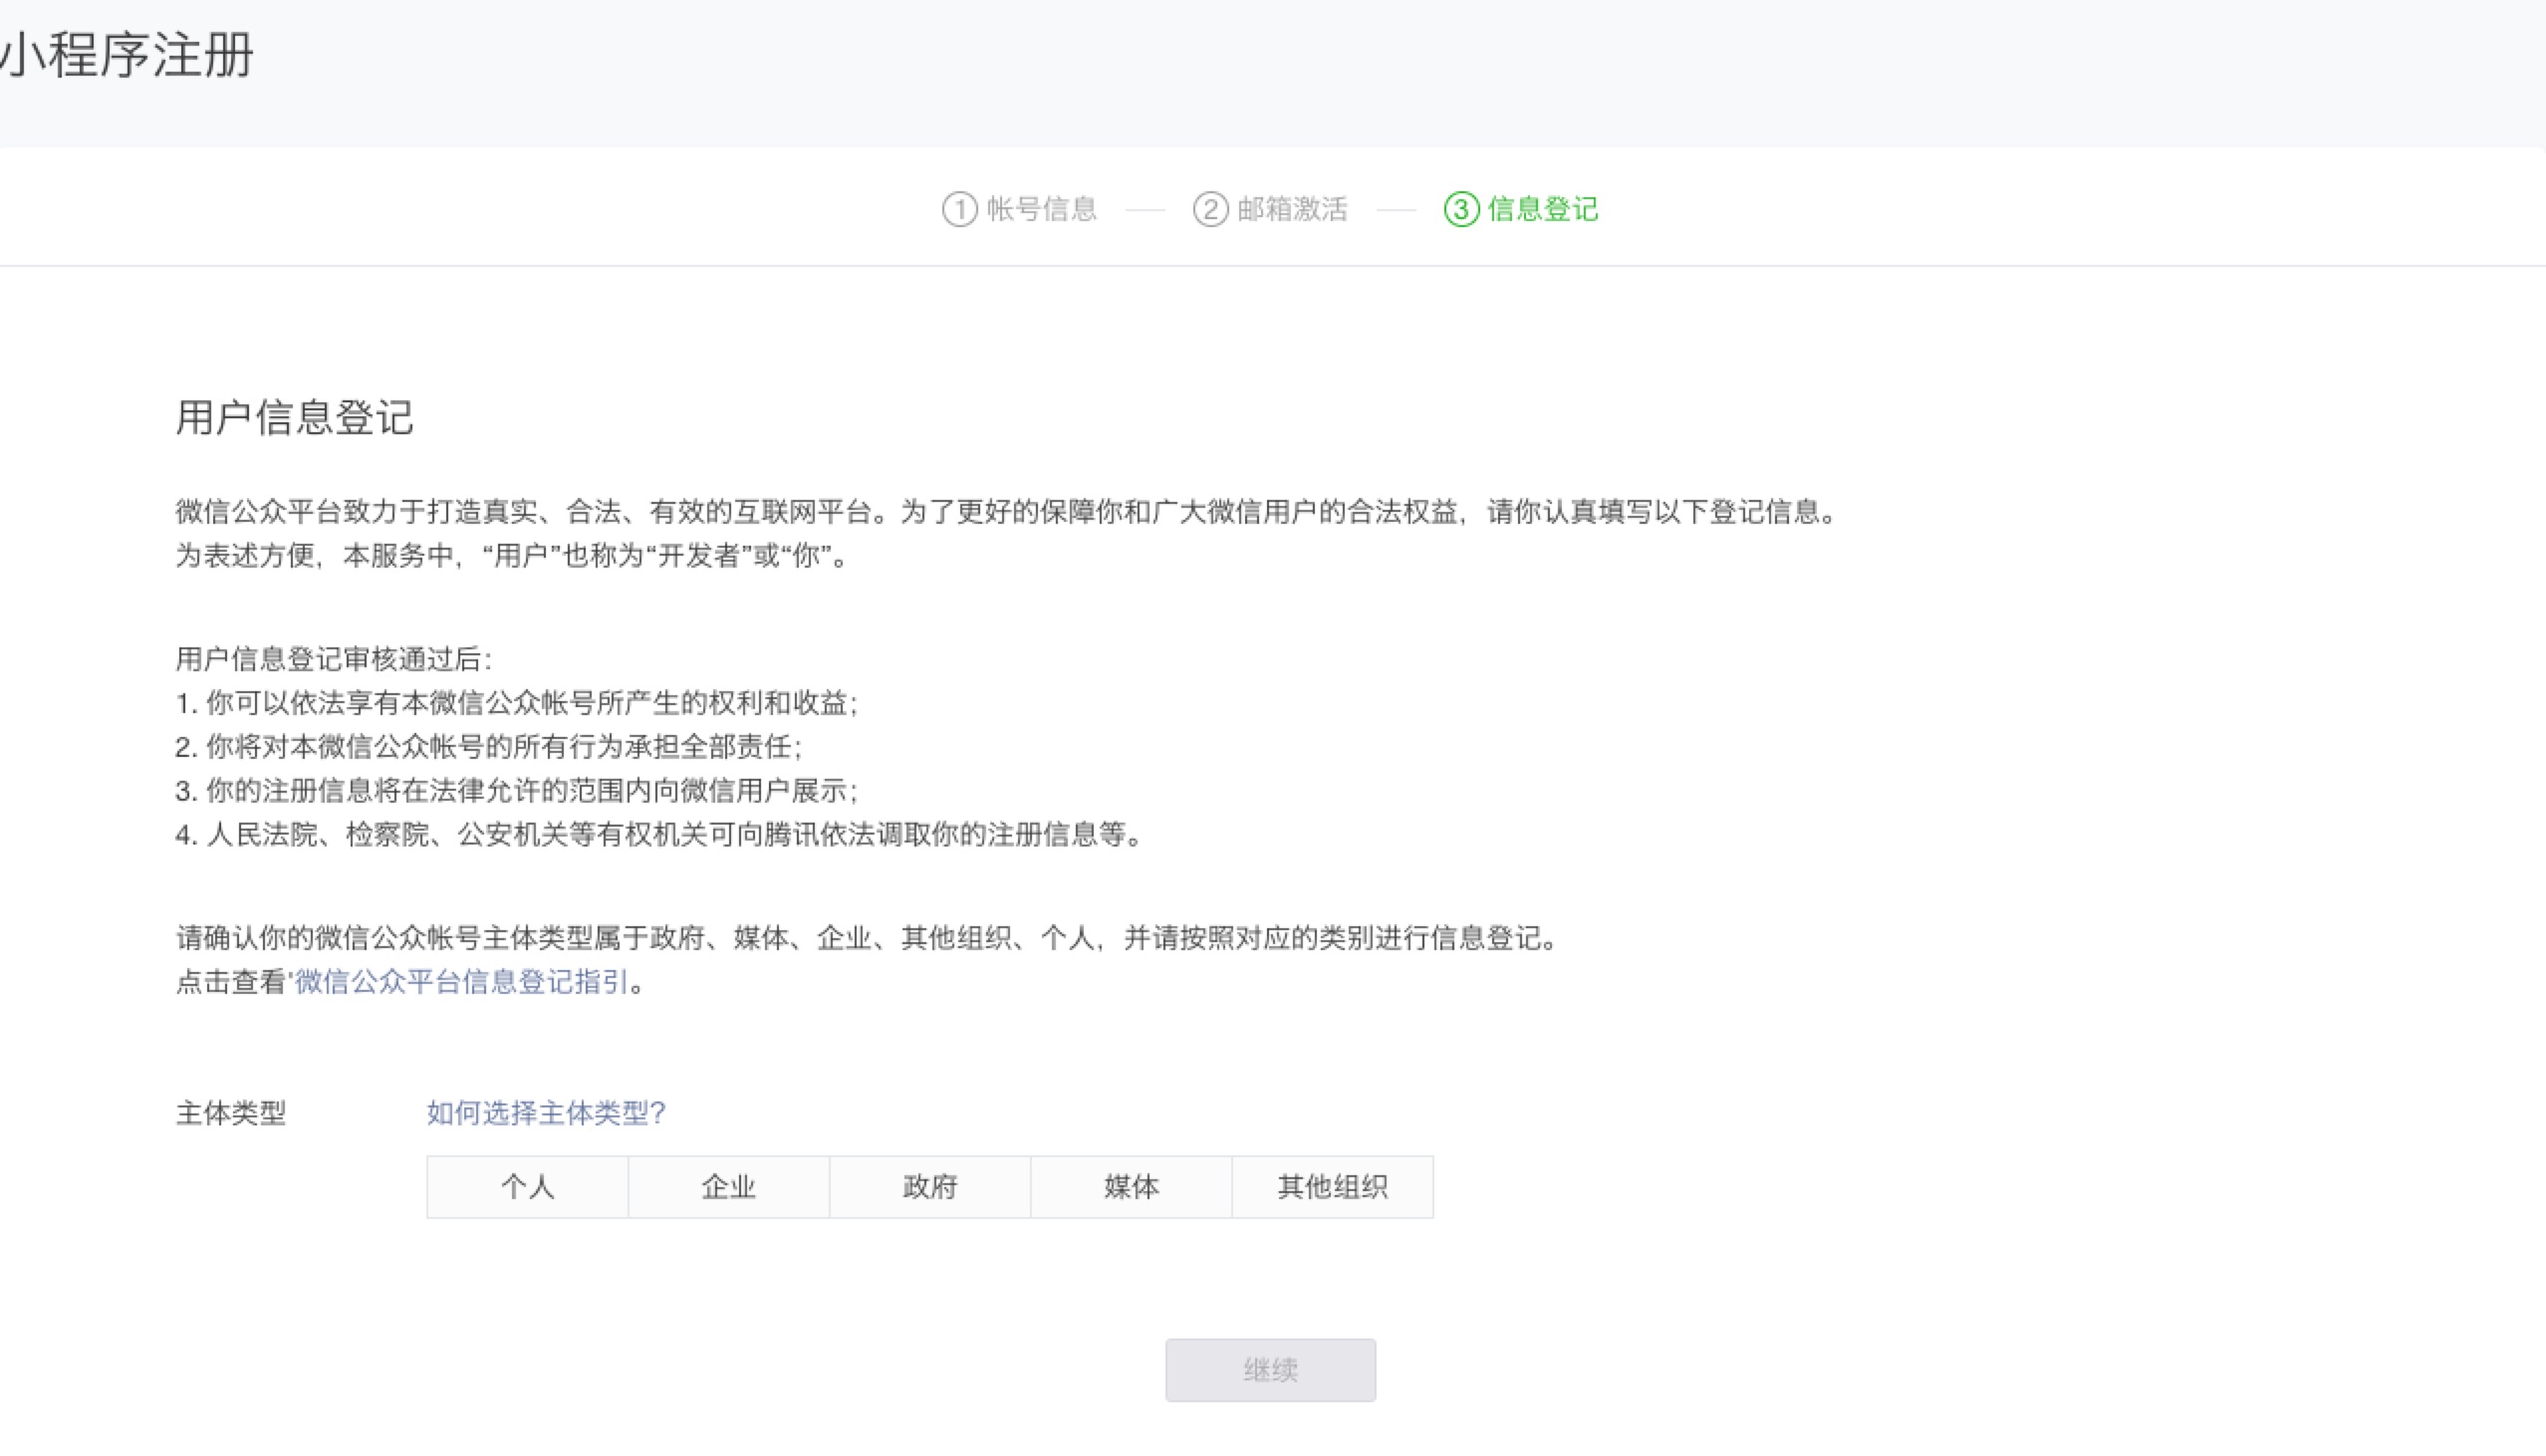 小程序注册
①帐号信息 — ②邮箱激活 — ③信息登记
用户信息登记
微信公众平台致力于打造真实、合法、有效的互联网平台。为了更好的保障你和广大微信用户的合法权益，请你认真填写以下登记信息。
为表述方便，本服务中，“用户”也称为“开发者”或“你”。
用户信息登记审核通过后：
1. 你可以依法享有本微信公众帐号所产生的权利和收益；
2. 你将对本微信公众帐号的所有行为承担全部责任；
3. 你的注册信息将在法律允许的范围内向微信用户展示；
4. 人民法院、检察院、公安机关等有权机关可向腾讯依法调取你的注册信息等。
请确认你的微信公众帐号主体类型属于政府、媒体、企业、其他组织、个人，并请按照对应的类别进行信息登记。
点击查看'微信公众平台信息登记指引。
主体类型 如何选择主体类型?
个人 企业 政府 媒体 其他组织
继续